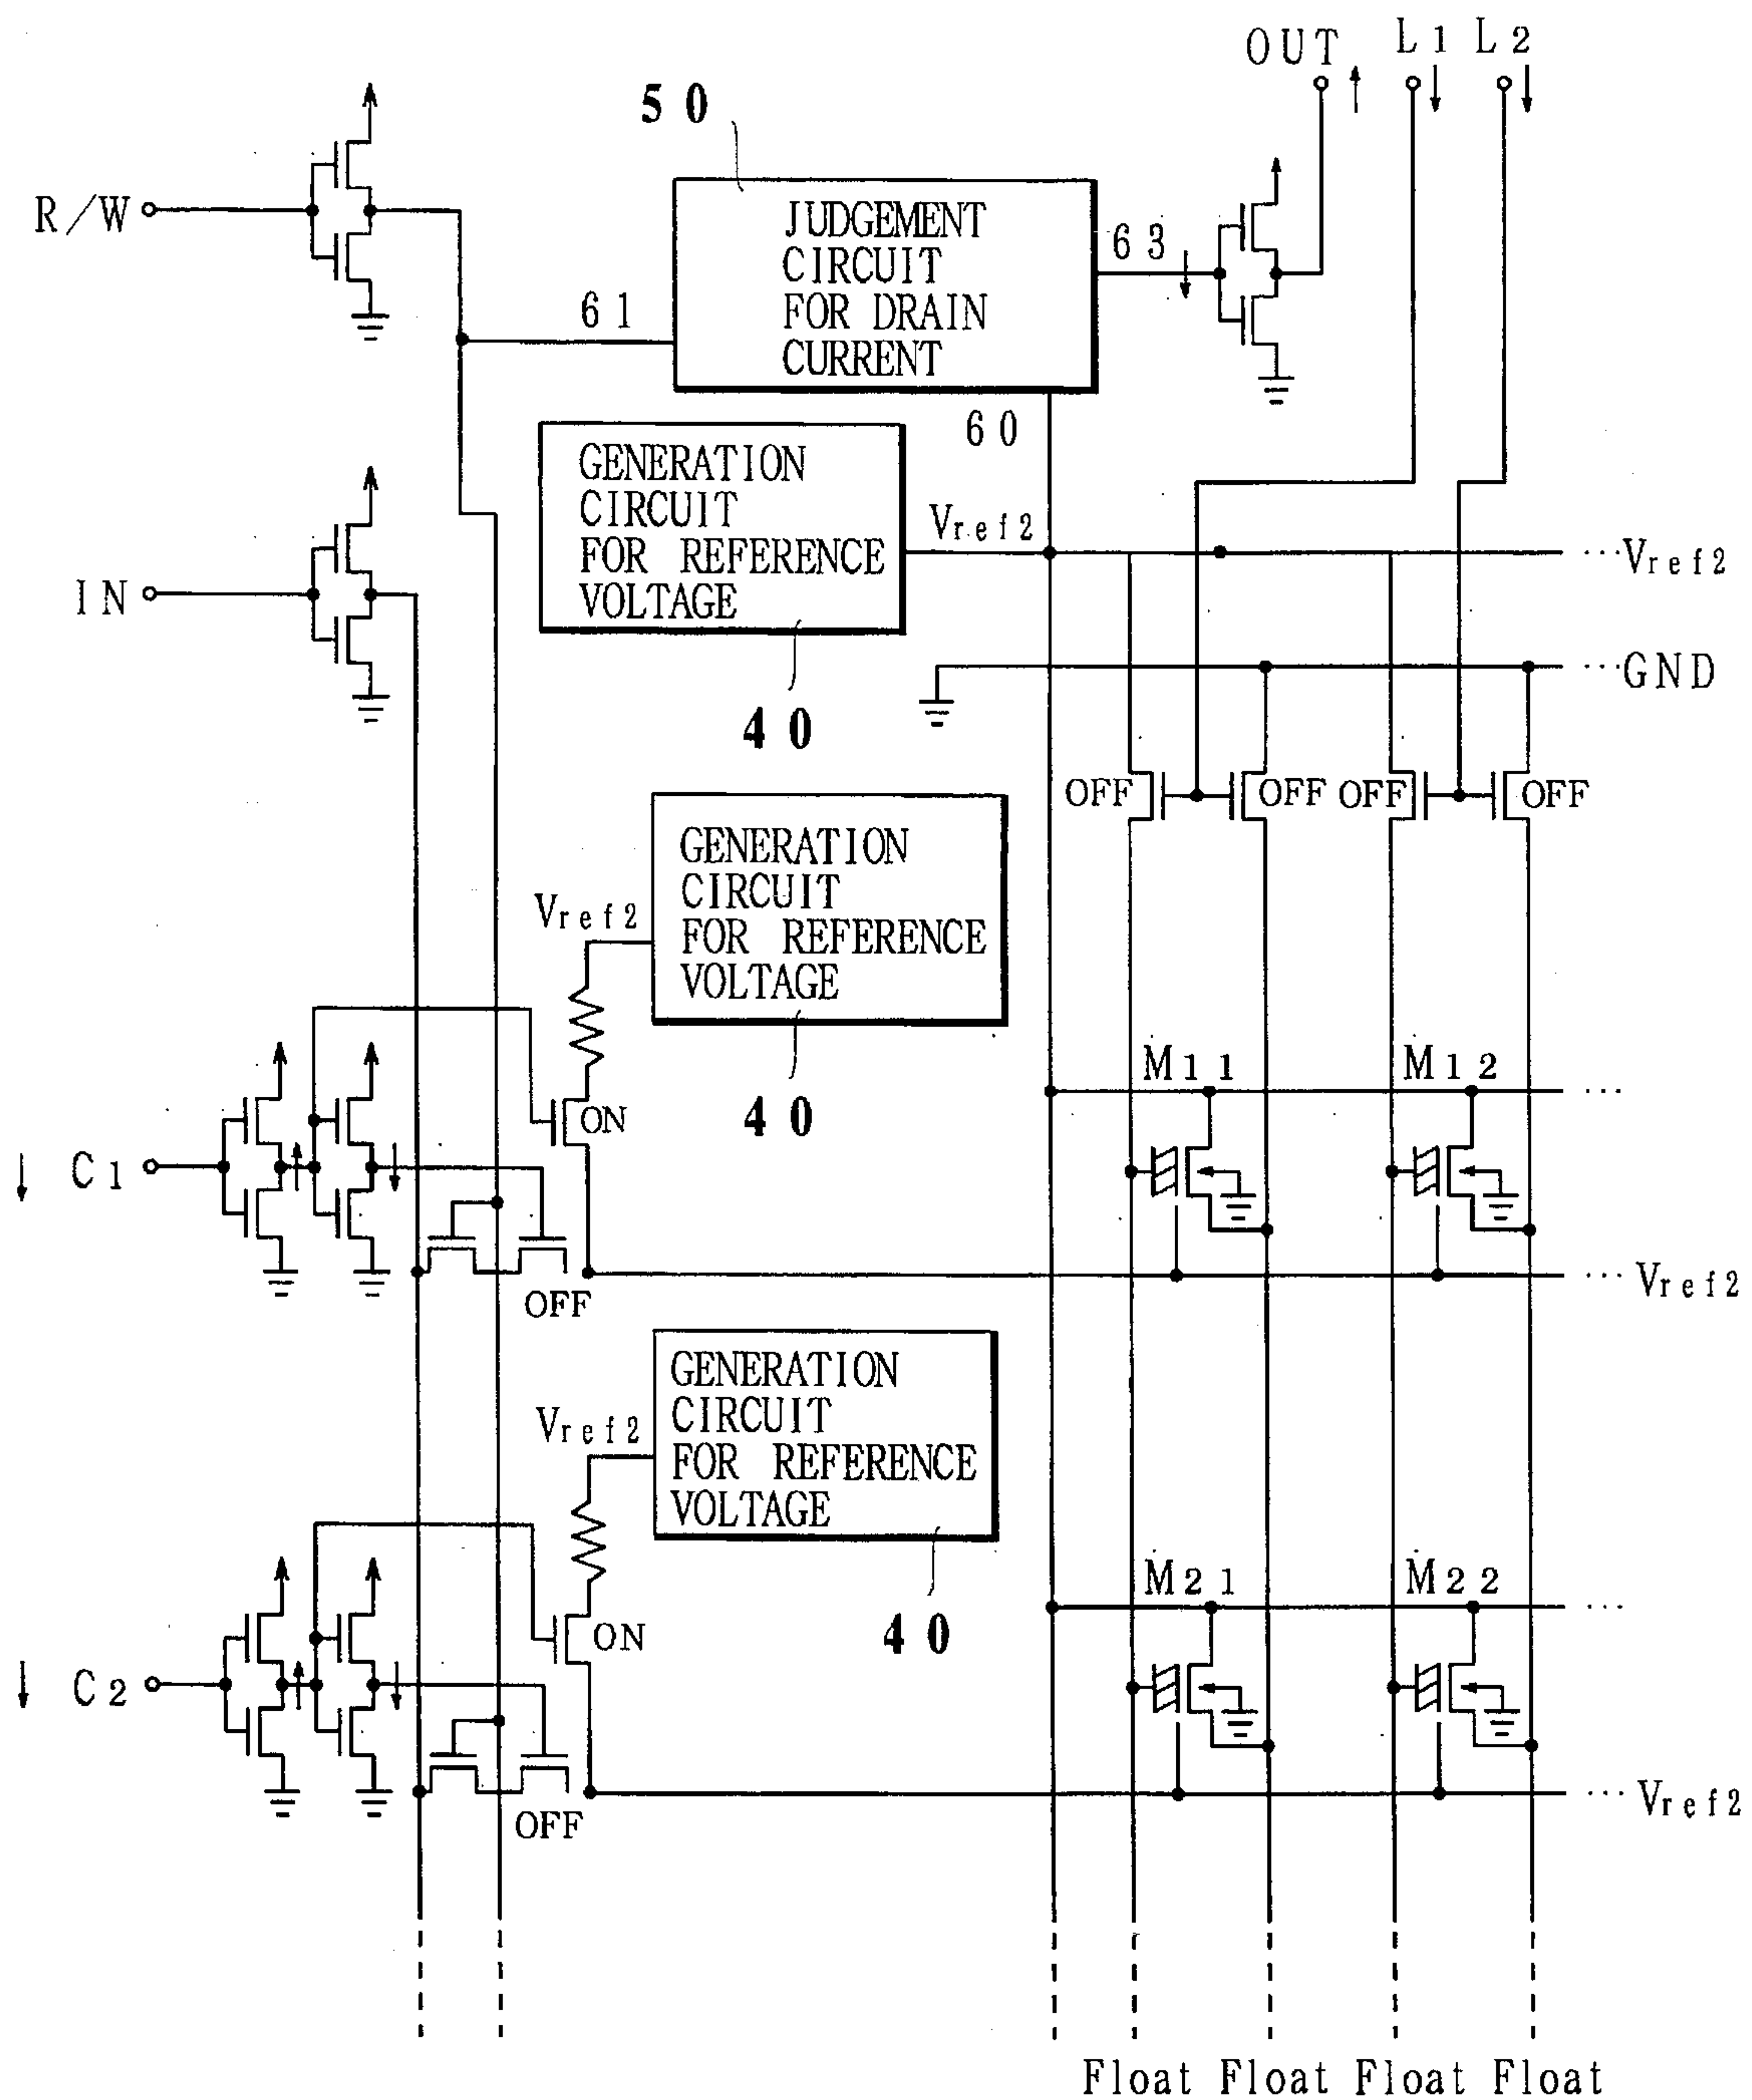 OUT L1 L2
↑ ↓ ↓
50
R/W
JUDGEMENT
CIRCUIT
FOR DRAIN
CURRENT
63
↓
61
60
GENERATION
CIRCUIT
FOR REFERENCE
VOLTAGE
Vref2
···Vref2
IN
···GND
40
OFF OFF OFF OFF
GENERATION
CIRCUIT
FOR REFERENCE
VOLTAGE
Vref2
M11 M12
···
40
ON
↓ C1
↑ ↓
OFF
···Vref2
GENERATION
CIRCUIT
FOR REFERENCE
VOLTAGE
Vref2
M21 M22
···
40
ON
↓ C2
↑ ↓
OFF
···Vref2
Float Float Float Float